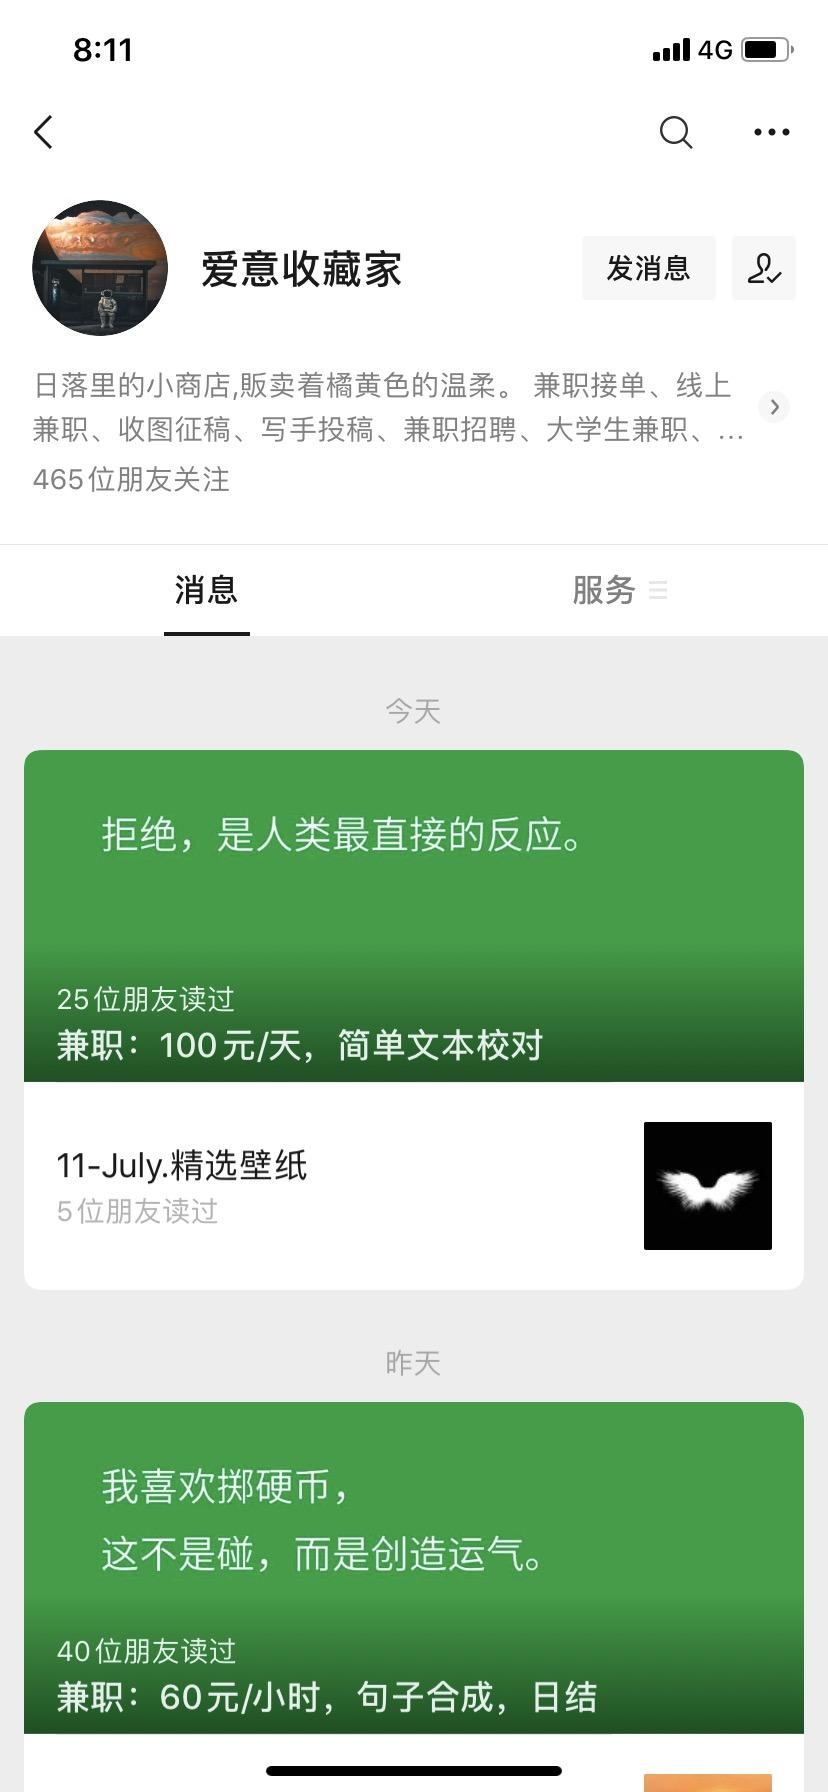 8:11
4G
爱意收藏家
发消息
日落里的小商店,販卖着橘黄色的温柔。 兼职接单、线上
兼职、收图征稿、写手投稿、兼职招聘、大学生兼职、...
465位朋友关注
消息
服务
今天
拒绝，是人类最直接的反应。
25位朋友读过
兼职：100元/天，简单文本校对
11-July.精选壁纸
5位朋友读过
昨天
我喜欢掷硬币，
这不是碰，而是创造运气。
40位朋友读过
兼职：60元/小时，句子合成，日结